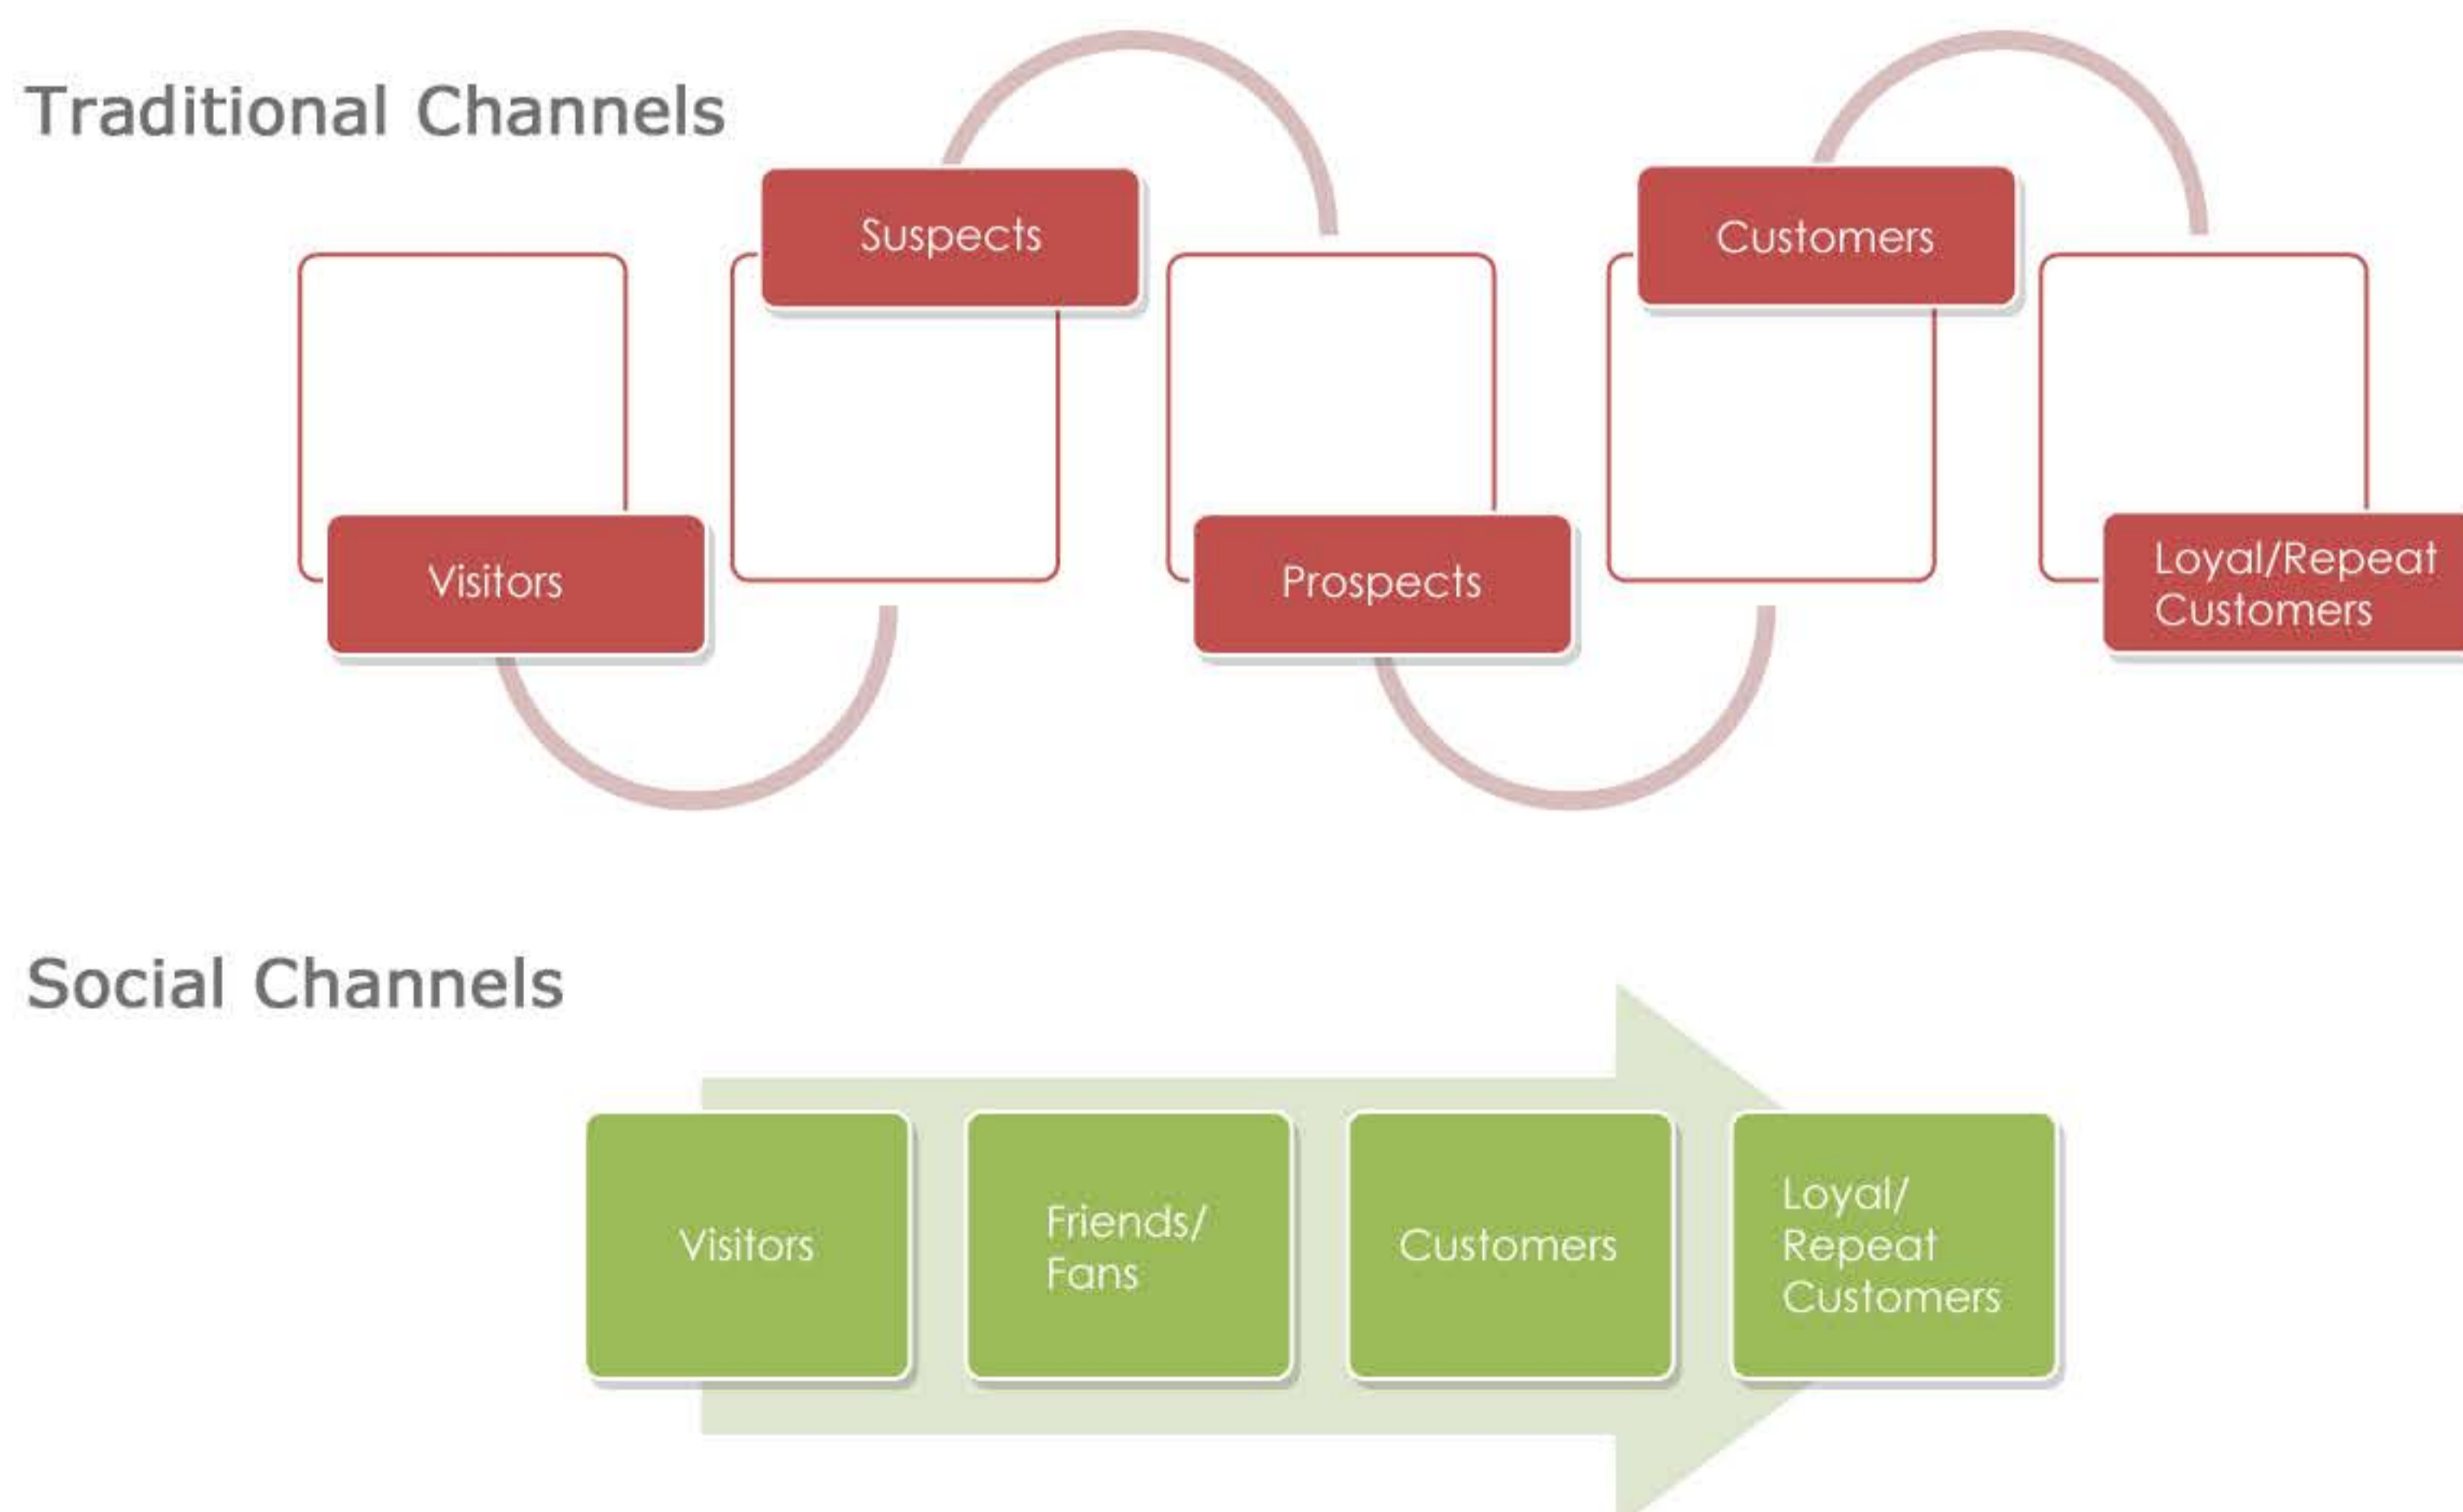 Traditional Channels
Suspects
Customers
Visitors
Prospects
Loyal/Repeat
Customers
Social Channels
Visitors
Friends/
Fans
Customers
Loyal/
Repeat
Customers